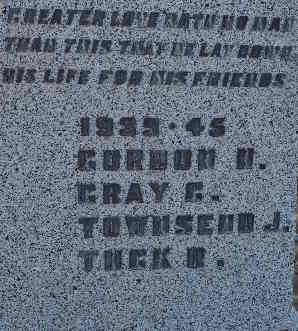 GREATER LOVE HATH NO MAN
THAN THIS THAT HE LAY DOWN
HIS LIFE FOR HIS FRIENDS
1939·45
GORDON H.
GRAY G.
TOWNSEND J.
TUCK R.